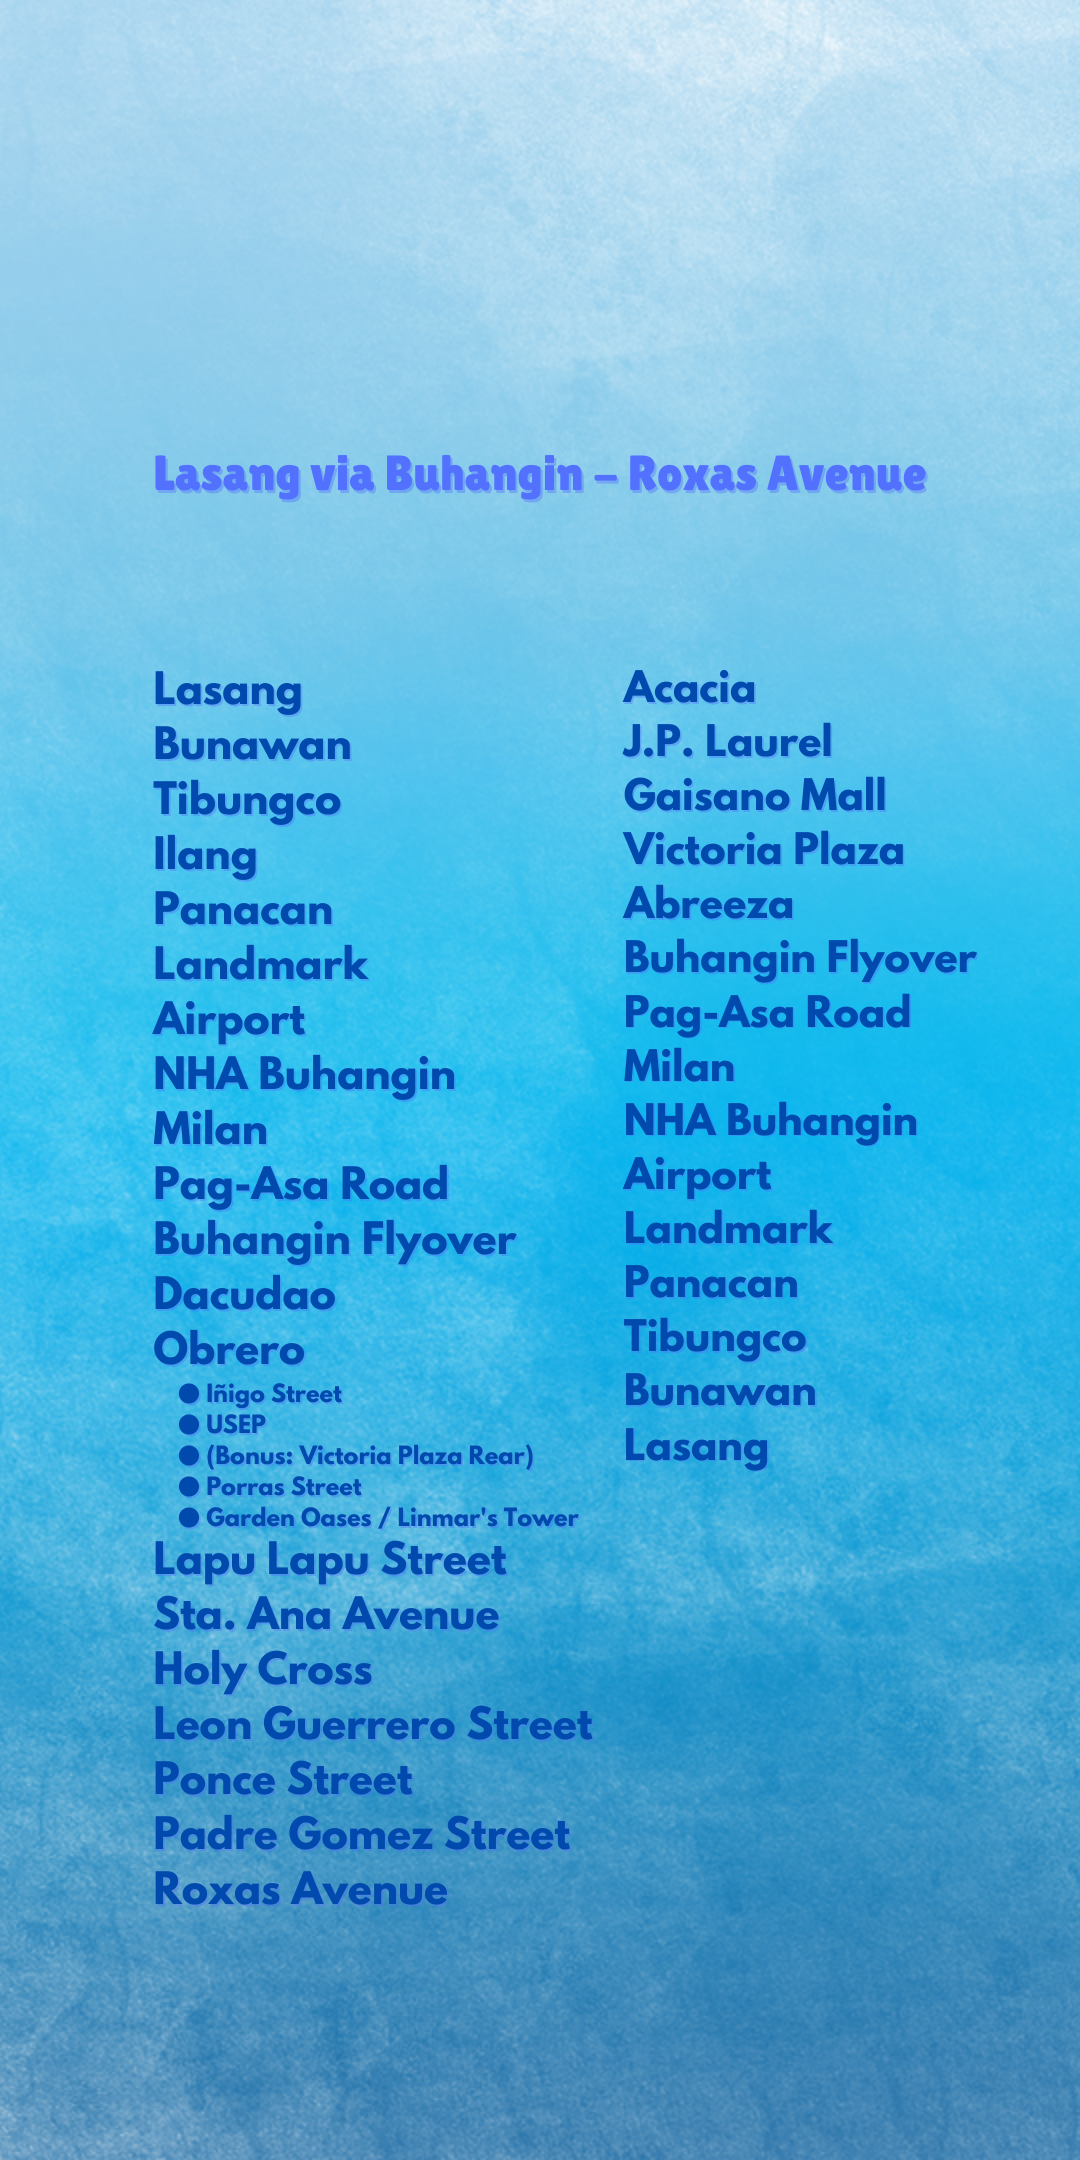 Lasang via Buhangin – Roxas Avenue
Lasang
Bunawan
Tibungco
Ilang
Panacan
Landmark
Airport
NHA Buhangin
Milan
Pag-Asa Road
Buhangin Flyover
Dacudao
Obrero
● Iñigo Street
● USEP
● (Bonus: Victoria Plaza Rear)
● Porras Street
● Garden Oases / Linmar's Tower
Lapu Lapu Street
Sta. Ana Avenue
Holy Cross
Leon Guerrero Street
Ponce Street
Padre Gomez Street
Roxas Avenue
Acacia
J.P. Laurel
Gaisano Mall
Victoria Plaza
Abreeza
Buhangin Flyover
Pag-Asa Road
Milan
NHA Buhangin
Airport
Landmark
Panacan
Tibungco
Bunawan
Lasang